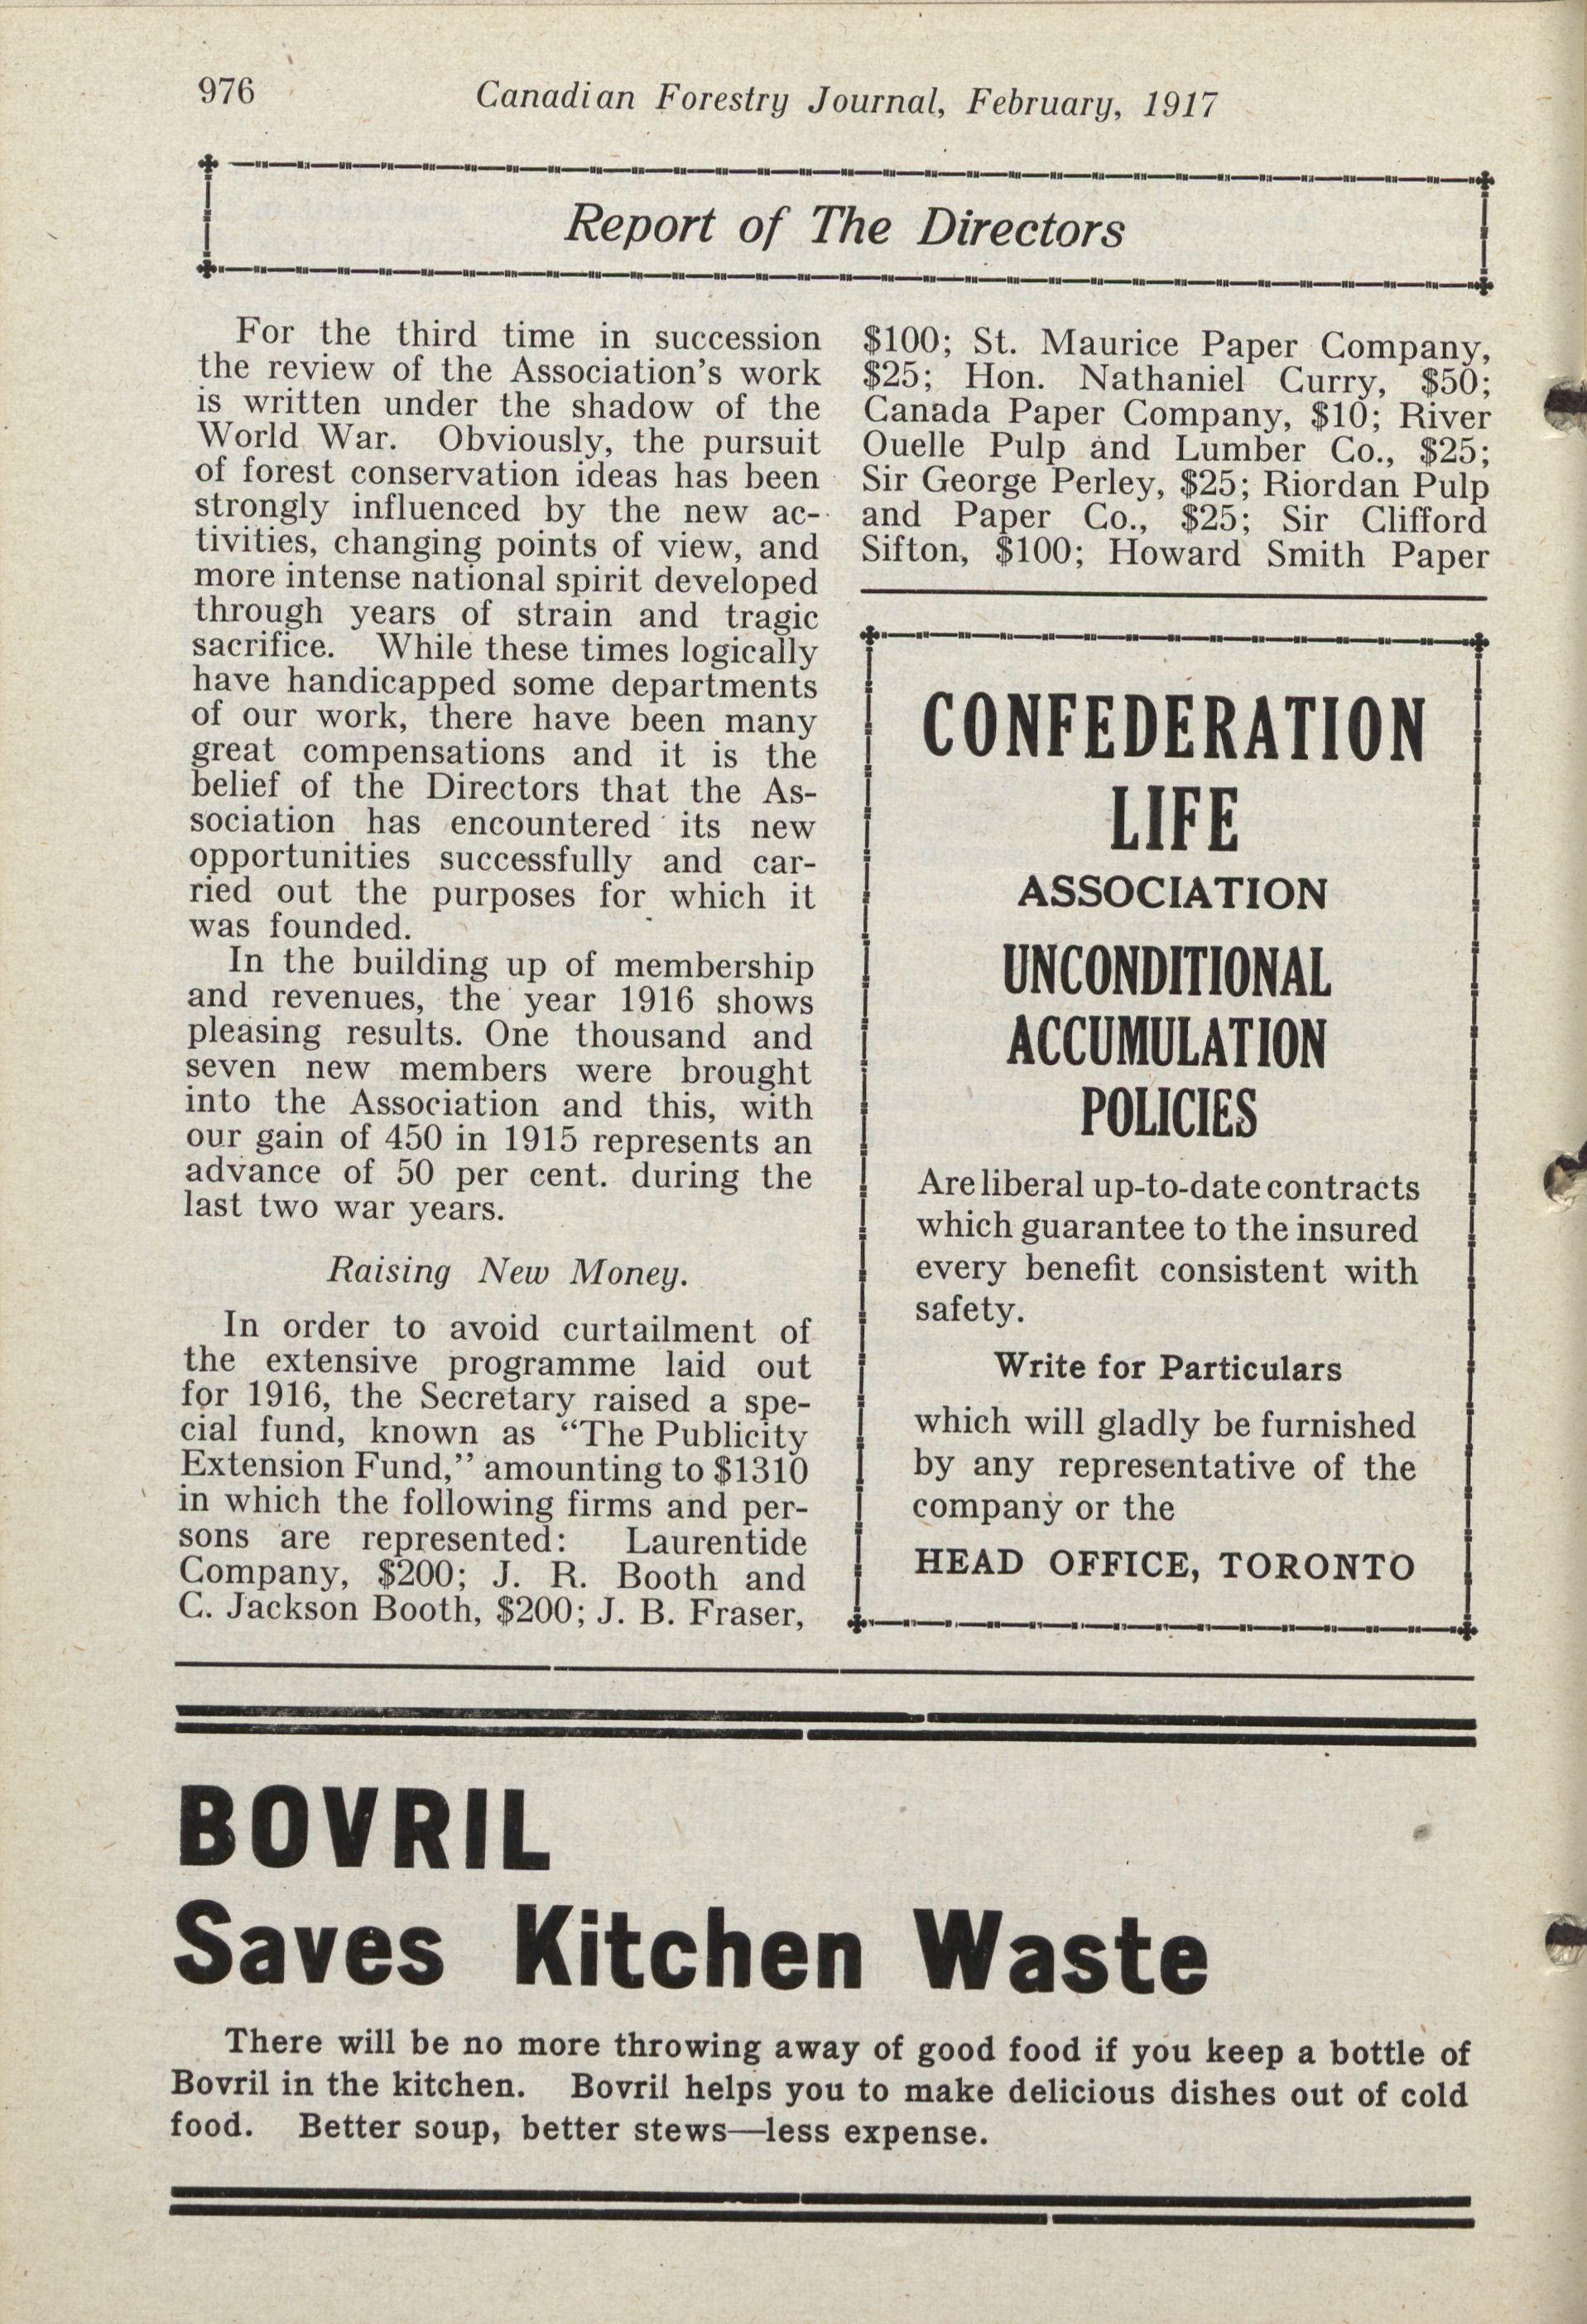 976
Canadian Forestry Journal, February, 1917
Report of The Directors
For the third time in succession
the review of the Association's work
is written under the shadow of the
World War. Obviously, the pursuit
of forest conservation ideas has been
strongly influenced by the new ac-
tivities, changing points of view, and
more intense national spirit developed
through years of strain and tragic
sacrifice. While these times logically
have handicapped some departments
of our work, there have been many
great compensations and it is the
belief of the Directors that the As-
sociation has encountered its new
opportunities successfully and car-
ried out the purposes for which it
was founded.
In the building up of membership
and revenues, the year 1916 shows
pleasing results. One thousand and
seven new members were brought
into the Association and this, with
our gain of 450 in 1915 represents an
advance of 50 per cent. during the
last two war years.
Raising New Money.
In order to avoid curtailment of
the extensive programme laid out
for 1916, the Secretary raised a spe-
cial fund, known as "The Publicity
Extension Fund," amounting to $1310
in which the following firms and per-
sons are represented: Laurentide
Company, $200; J. R. Booth and
C. Jackson Booth, $200; J. B. Fraser,
$100; St. Maurice Paper Company,
$25; Hon. Nathaniel Curry, $50;
Canada Paper Company, $10; River
Ouelle Pulp and Lumber Co., $25;
Sir George Perley, $25; Riordan Pulp
and Paper Co., $25; Sir Clifford
Sifton, $100; Howard Smith Paper
CONFEDERATION
LIFE
ASSOCIATION
UNCONDITIONAL
ACCUMULATION
POLICIES
Are liberal up-to-date contracts
which guarantee to the insured
every benefit consistent with
safety.
Write for Particulars
which will gladly be furnished
by any representative of the
company or the
HEAD OFFICE, TORONTO
BOVRIL
Saves Kitchen Waste
There will be no more throwing away of good food if you keep a bottle of
Bovril in the kitchen. Bovril helps you to make delicious dishes out of cold
food. Better soup, better stews—less expense.